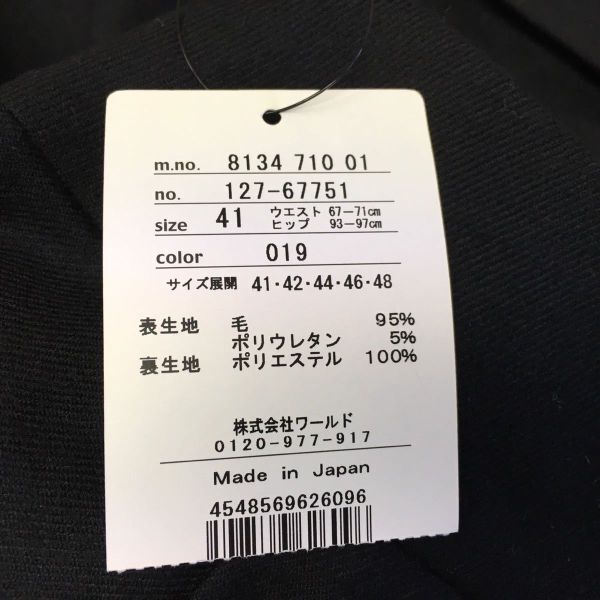 m.no. 8134 710 01
no. 127-67751
size 41 ウエスト 67－71㎝
ヒップ 93－97㎝
color 019
サイズ展開 41・42・44・46・48
表生地 毛 95%
ポリウレタン 5%
裏生地 ポリエステル 100%
株式会社ワールド
0120-977-917
Made in Japan
4548569626096